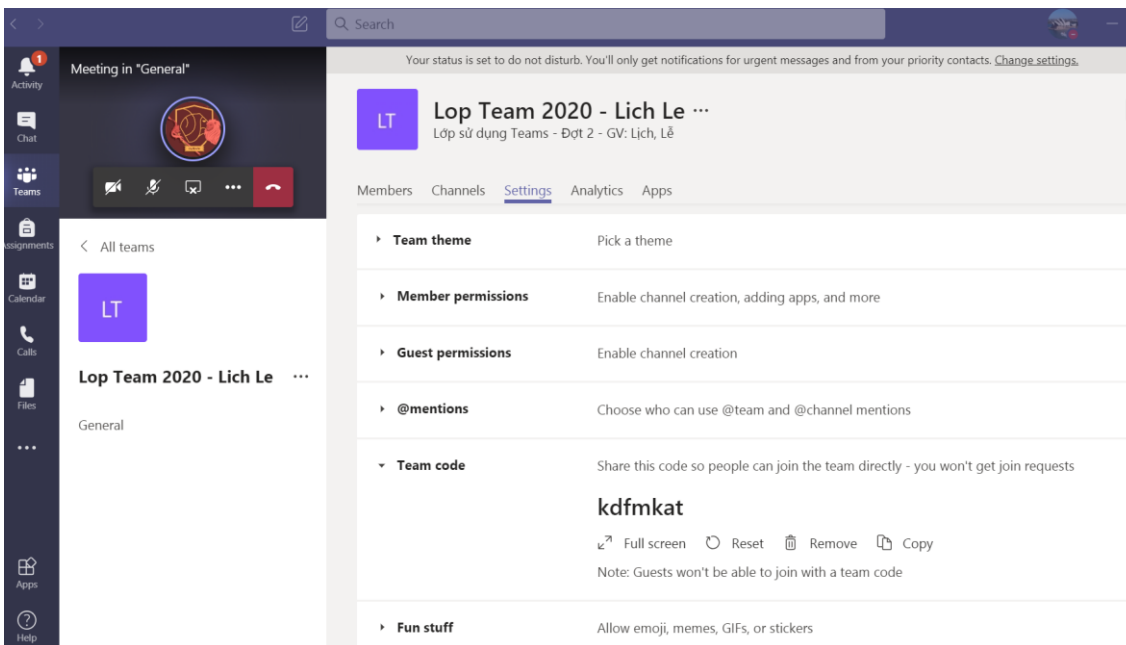 Search
Your status is set to do not disturb. You'll only get notifications for urgent messages and from your priority contacts. Change settings.
1
Activity
Chat
Teams
ssignments
Calendar
Calls
Files
Apps
Help
Meeting in "General"
All teams
LT
Lop Team 2020 - Lich Le
General
LT
Lop Team 2020 - Lich Le
Lớp sử dụng Teams - Đợt 2 - GV: Lịch, Lễ
Members Channels Settings Analytics Apps
Team theme Pick a theme
Member permissions Enable channel creation, adding apps, and more
Guest permissions Enable channel creation
@mentions Choose who can use @team and @channel mentions
Team code Share this code so people can join the team directly - you won't get join requests
kdfmkat
Full screen Reset Remove Copy
Note: Guests won't be able to join with a team code
Fun stuff Allow emoji, memes, GIFs, or stickers